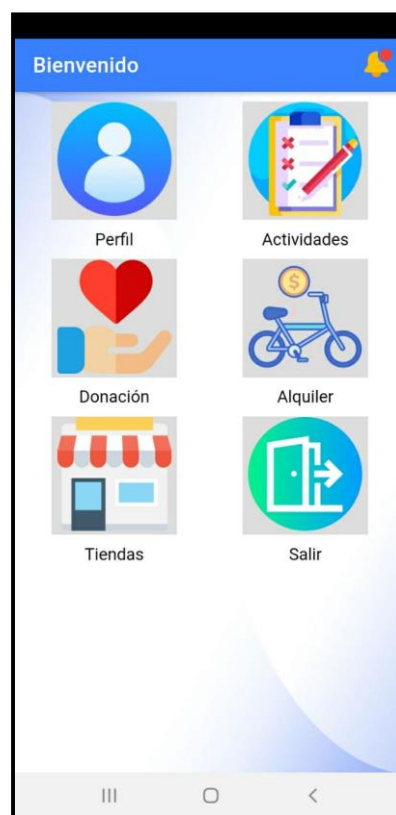 Bienvenido
Perfil
Actividades
$
Donación
Alquiler
Tiendas
Salir